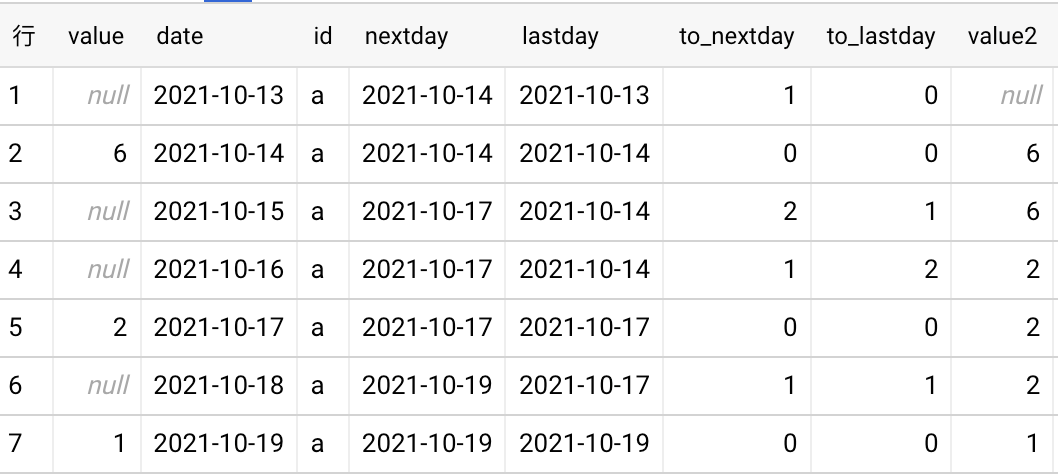 行 value date id nextday lastday to_nextday to_lastday value2
1 null 2021-10-13 a 2021-10-14 2021-10-13 1 0 null
2 6 2021-10-14 a 2021-10-14 2021-10-14 0 0 6
3 null 2021-10-15 a 2021-10-17 2021-10-14 2 1 6
4 null 2021-10-16 a 2021-10-17 2021-10-14 1 2 2
5 2 2021-10-17 a 2021-10-17 2021-10-17 0 0 2
6 null 2021-10-18 a 2021-10-19 2021-10-17 1 1 2
7 1 2021-10-19 a 2021-10-19 2021-10-19 0 0 1